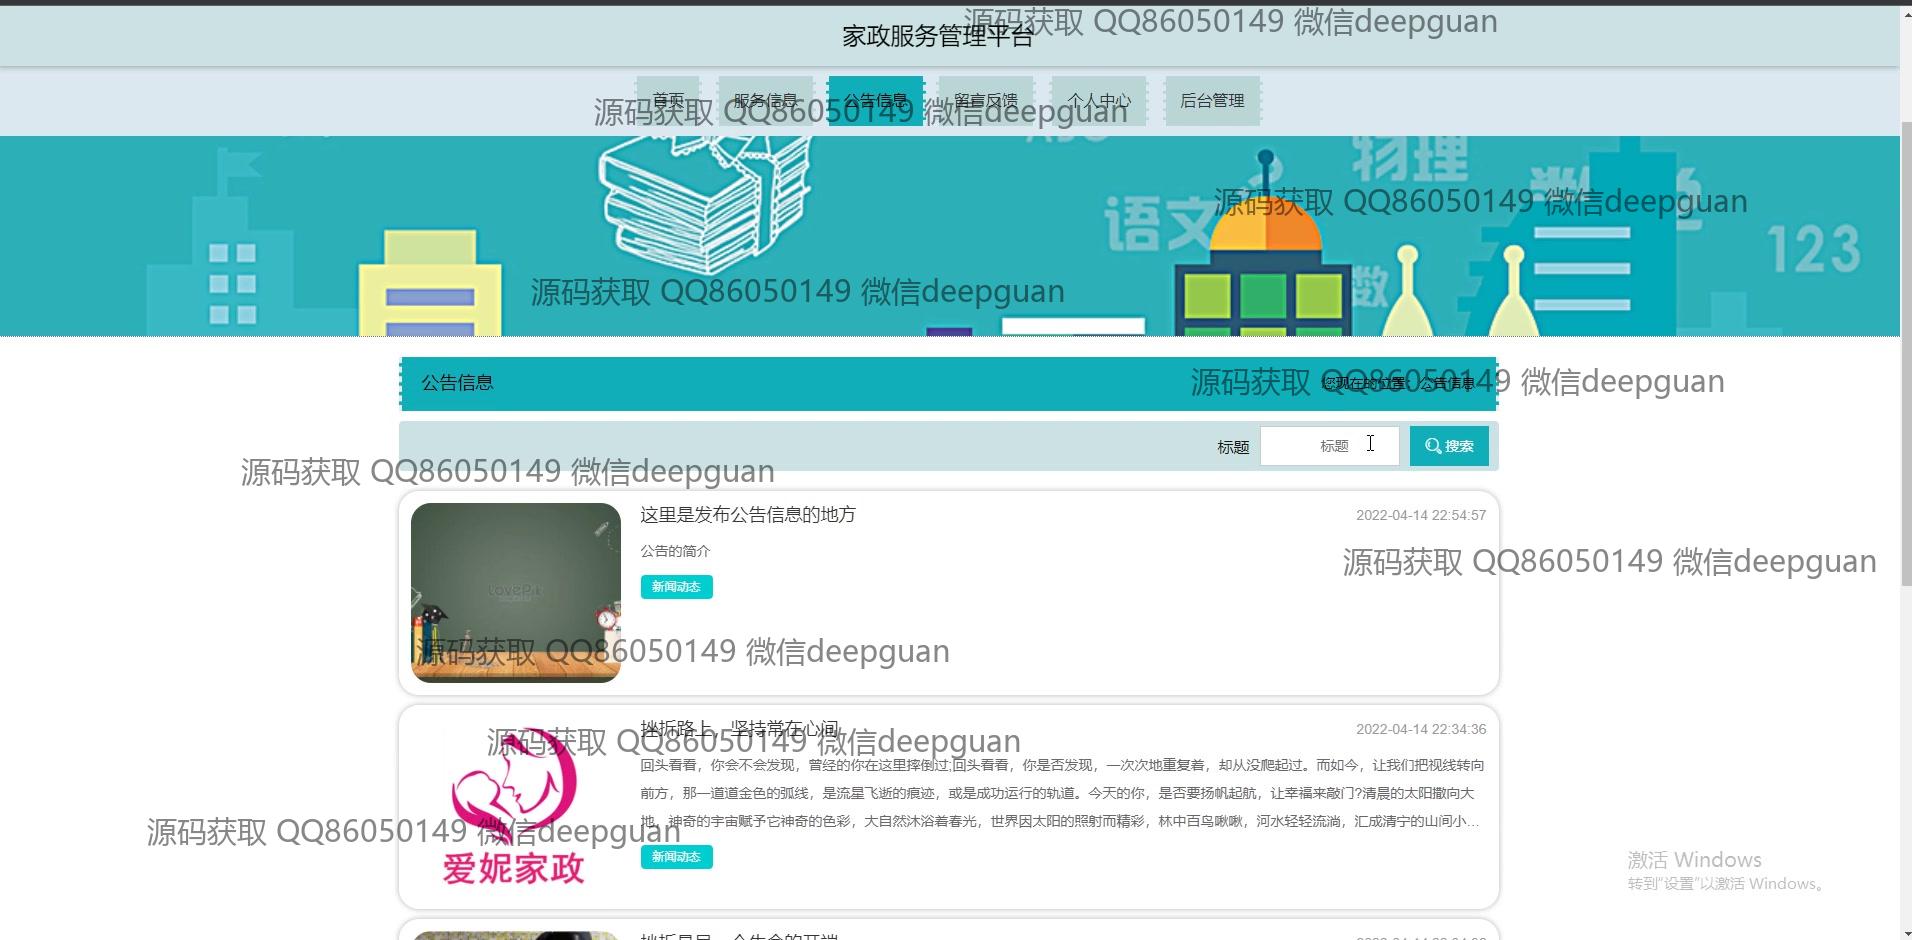 源码获取 QQ86050149 微信deepguan
家政服务管理平台
首页 服务信息 公告信息 留言反馈 个人中心 后台管理
源码获取 QQ86050149 微信deepguan
物理
语文
源码获取 QQ86050149 微信deepguan
123
数
源码获取 QQ86050149 微信deepguan
公告信息
您现在的位置：公告信息
源码获取 QQ86050149 微信deepguan
标题 标题 搜索
源码获取 QQ86050149 微信deepguan
这里是发布公告信息的地方 2022-04-14 22:54:57
公告的简介
源码获取 QQ86050149 微信deepguan
新闻动态
LovePik
源码获取 QQ86050149 微信deepguan
挫折路上，坚持常在心间 2022-04-14 22:34:36
源码获取 QQ86050149 微信deepguan
回头看看，你会不会发现，曾经的你在这里摔倒过;回头看看，你是否发现，一次次地重复着，却从没爬起过。而如今，让我们把视线转向
前方，那一道道金色的弧线，是流星飞逝的痕迹，或是成功运行的轨道。今天的你，是否要扬帆起航，让幸福来敲门?清晨的太阳撒向大
地，神奇的宇宙赋予它神奇的色彩，大自然沐浴着春光，世界因太阳的照射而精彩，林中百鸟啾啾，河水轻轻流淌，汇成清宁的山间小...
源码获取 QQ86050149 微信deepguan
新闻动态
爱妮家政
激活 Windows
转到"设置"以激活 Windows。